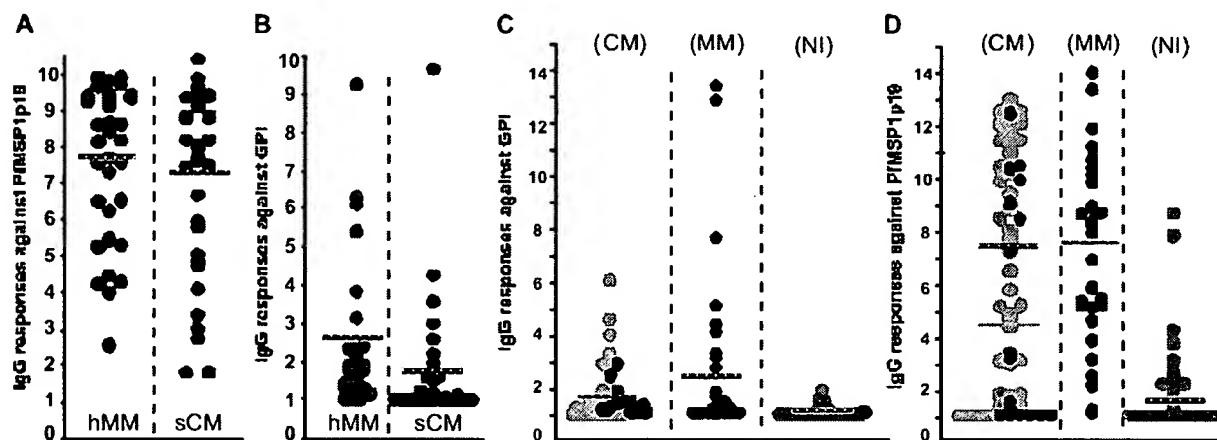 A
IgG responses against PfMSP1p19
10
9
8
7
6
5
4
3
2
1
0
hMM
sCM
B
IgG responses against GPI
10
9
8
7
6
5
4
3
2
1
0
hMM
sCM
C
(CM)
(MM)
(NI)
IgG responses against GPI
14
12
10
8
6
4
2
0
D
(CM)
(MM)
(NI)
IgG responses against PfMSP1p19
14
12
10
8
6
4
2
0